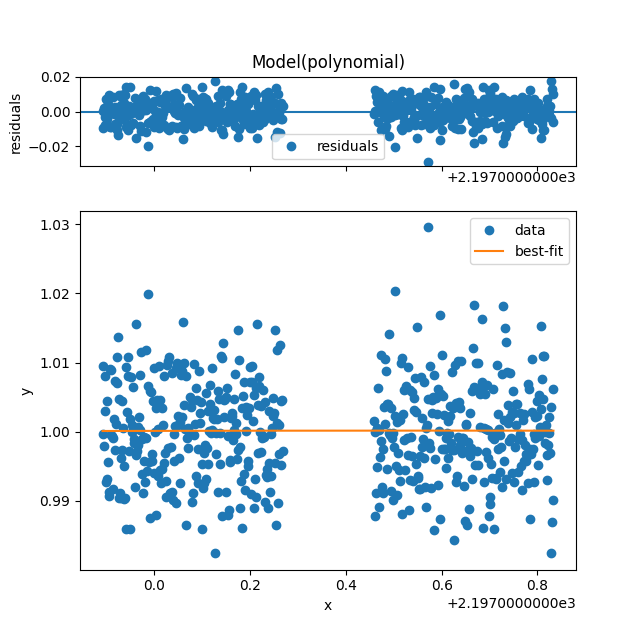 Model(polynomial)
0.02
0.00
−0.02
residuals
residuals
+2.1970000000e3
1.03
1.02
1.01
1.00
0.99
y
data
best-fit
0.0
0.2
0.4
0.6
0.8
x
+2.1970000000e3